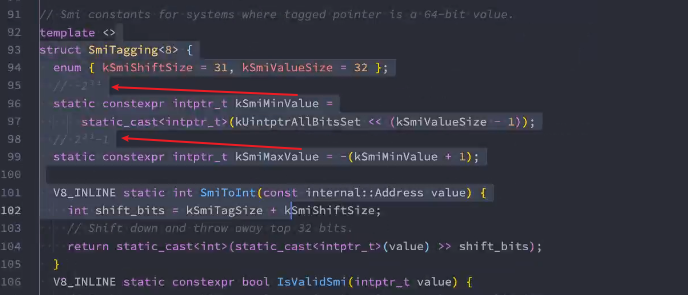 91 // Smi constants for systems where tagged pointer is a 64-bit value.
92 template <>
93 struct SmiTagging<8> {
94 enum { kSmiShiftSize = 31, kSmiValueSize = 32 };
95 // -2³¹
96 static constexpr intptr_t kSmiMinValue =
97 static_cast<intptr_t>(kUintptrAllBitsSet << (kSmiValueSize - 1));
98 // 2³¹-1
99 static constexpr intptr_t kSmiMaxValue = -(kSmiMinValue + 1);
100
101 V8_INLINE static int SmiToInt(const internal::Address value) {
102 int shift_bits = kSmiTagSize + kSmiShiftSize;
103 // Shift down and throw away top 32 bits.
104 return static_cast<int>(static_cast<intptr_t>(value) >> shift_bits);
105 }
106 V8_INLINE static constexpr bool IsValidSmi(intptr_t value) {